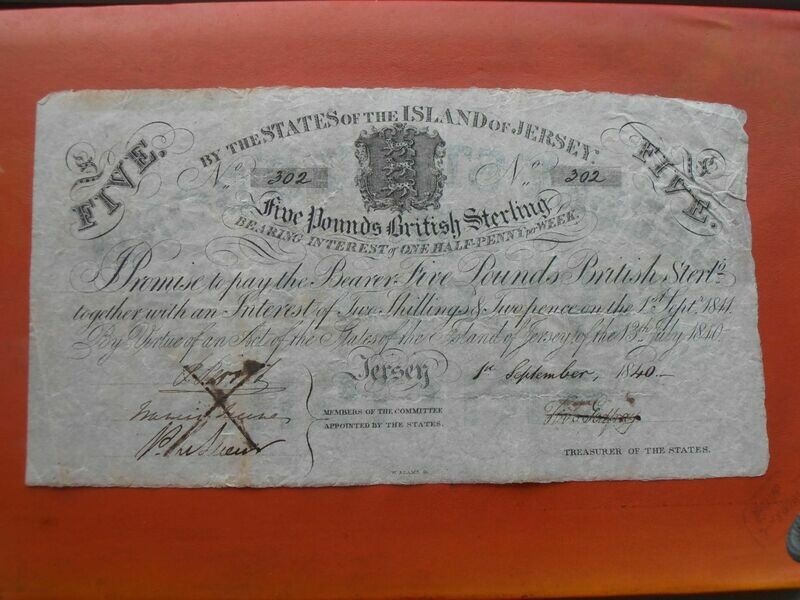 BY THE STATES OF THE ISLAND OF JERSEY.
£ FIVE.
£ FIVE.
No. 302
No. 302
Five Pounds British Sterling
BEARING INTEREST of ONE HALF-PENNY per WEEK.
I Promise to pay the Bearer Five Pounds British Sterl.g
together with an Interest of Two Shillings & Twopence on the 1st Sept.r 1841.
By Virtue of an Act of the States of the Island of Jersey, of the 13th July 1840.
Jersey 1st September, 1840
MEMBERS OF THE COMMITTEE
APPOINTED BY THE STATES.
Godfray
TREASURER OF THE STATES.